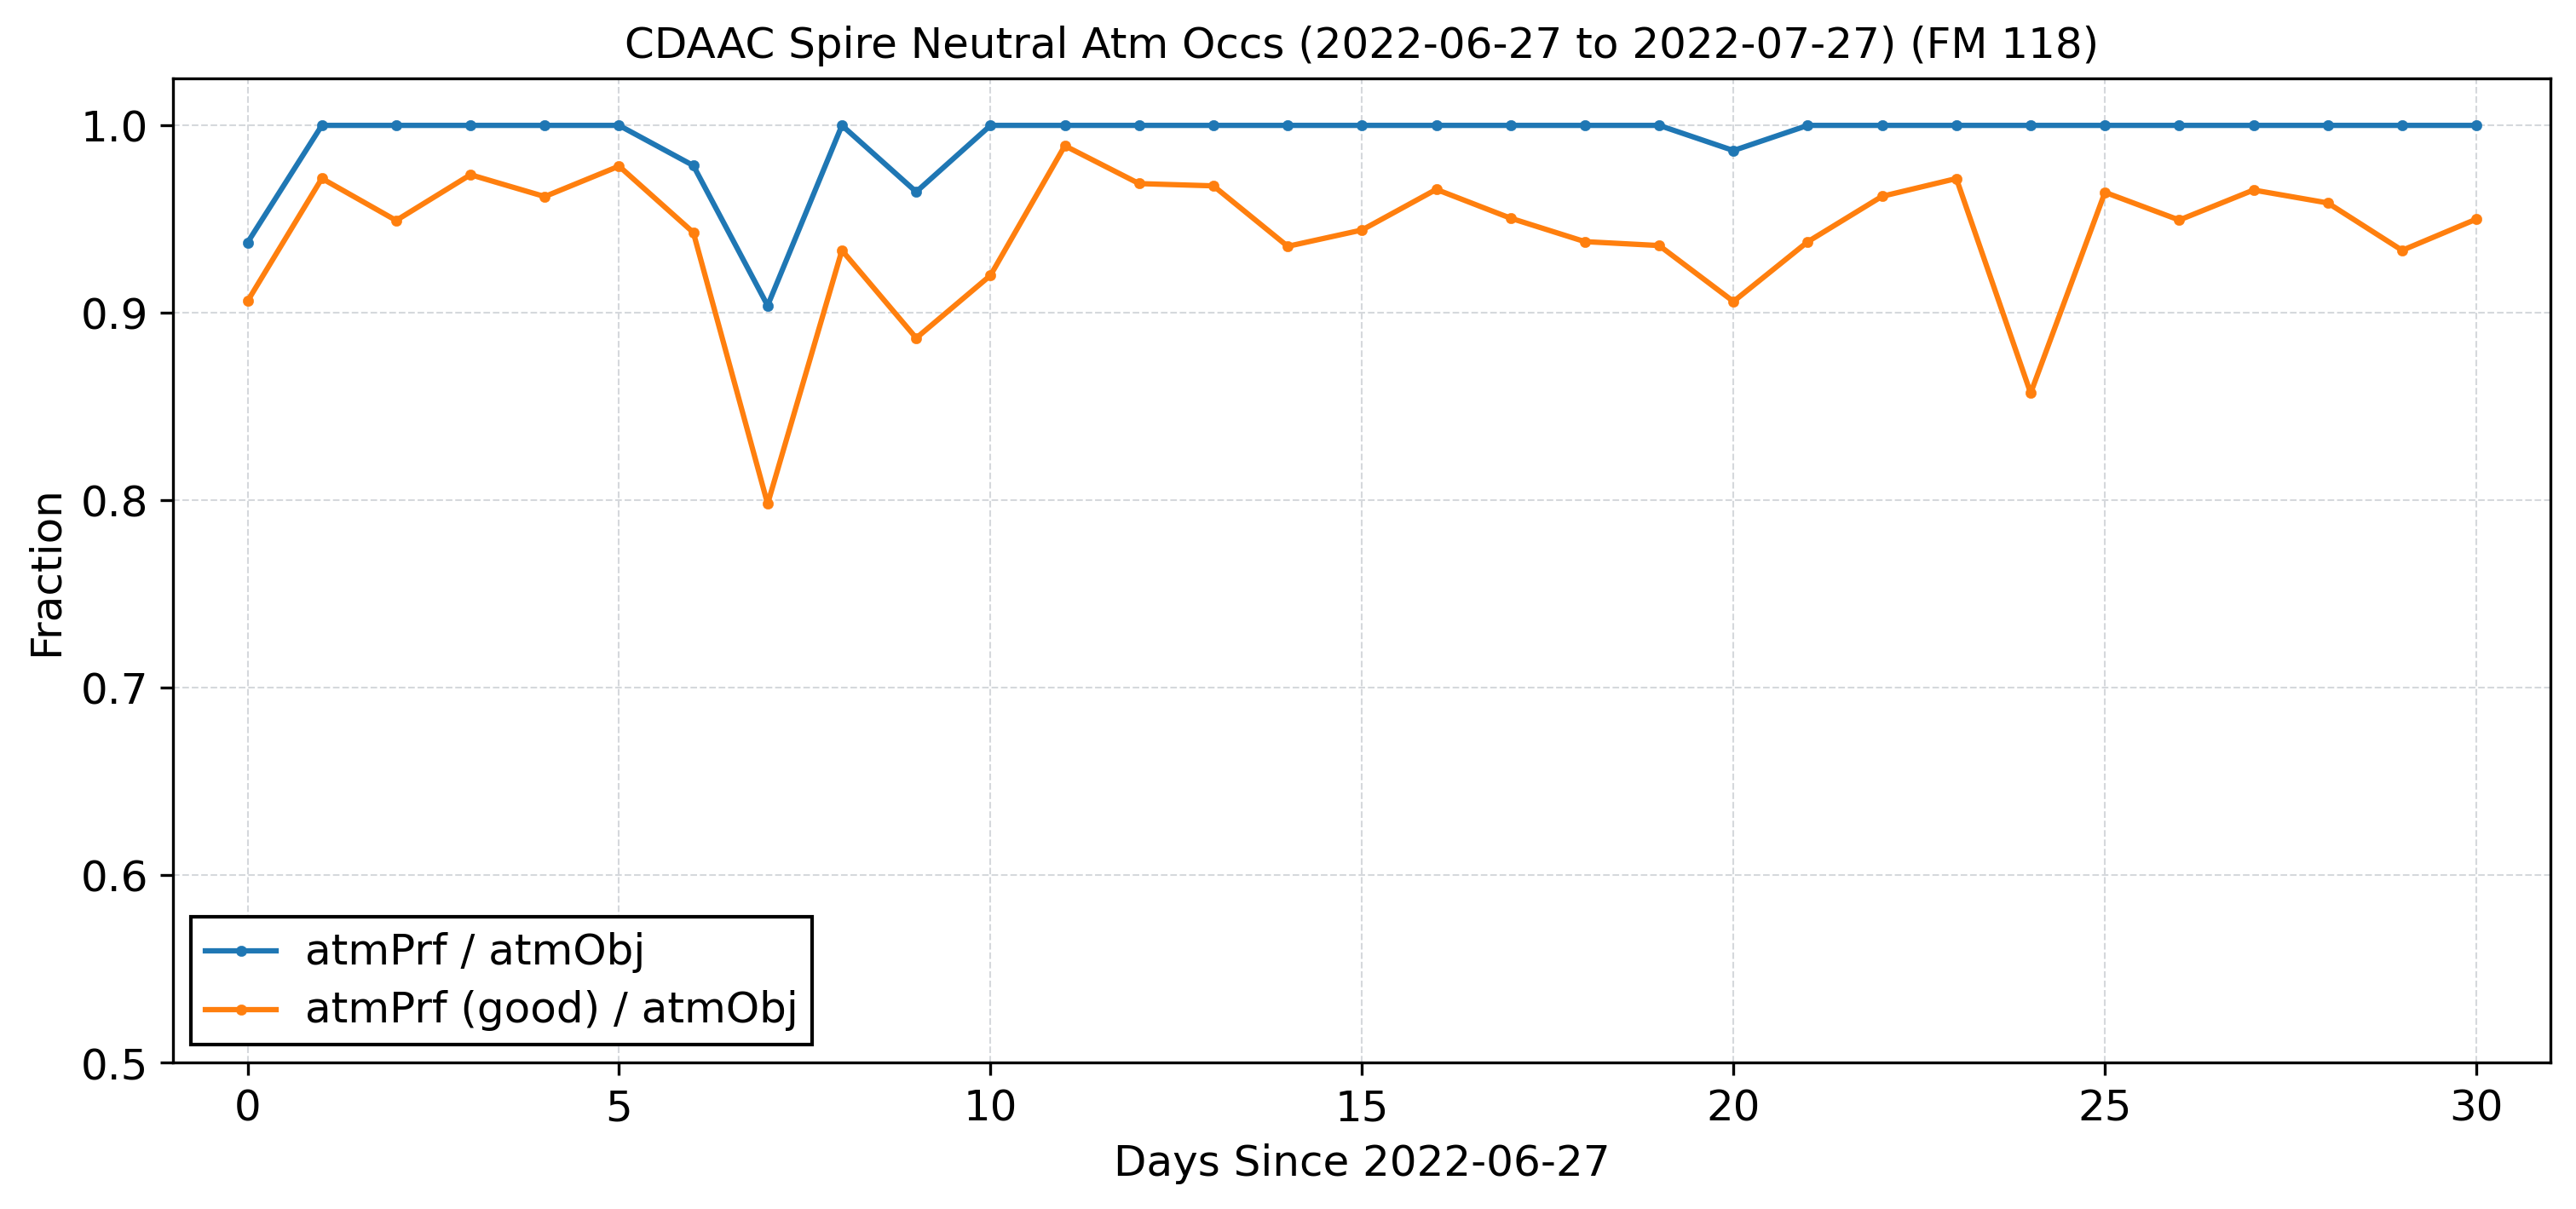 CDAAC Spire Neutral Atm Occs (2022-06-27 to 2022-07-27) (FM 118)
1.0
0.9
0.8
0.7
0.6
0.5
Fraction
atmPrf / atmObj
atmPrf (good) / atmObj
0 5 10 15 20 25 30
Days Since 2022-06-27